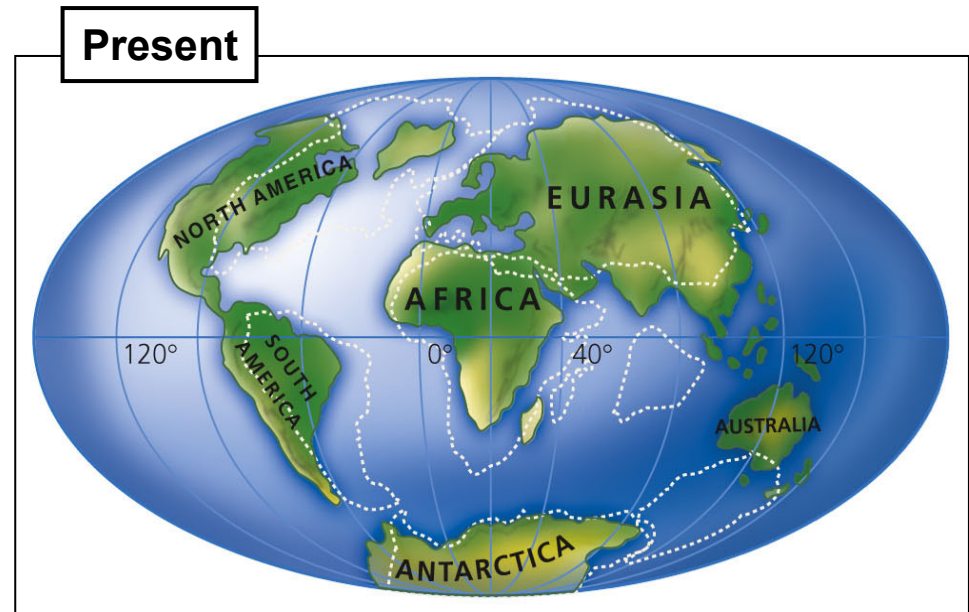 Present
NORTH AMERICA
EURASIA
AFRICA
120°
0°
40°
120°
SOUTH
AMERICA
AUSTRALIA
ANTARCTICA